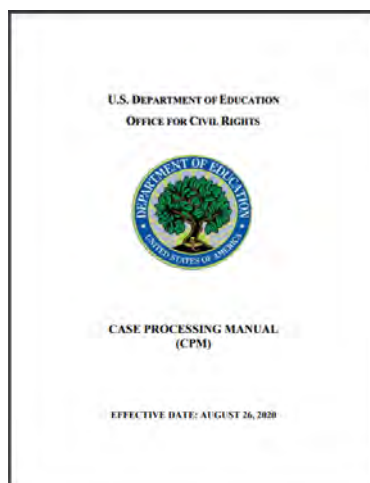 U.S. DEPARTMENT OF EDUCATION
OFFICE FOR CIVIL RIGHTS
DEPARTMENT OF EDUCATION
UNITED STATES OF AMERICA
CASE PROCESSING MANUAL
(CPM)
EFFECTIVE DATE: AUGUST 26, 2020